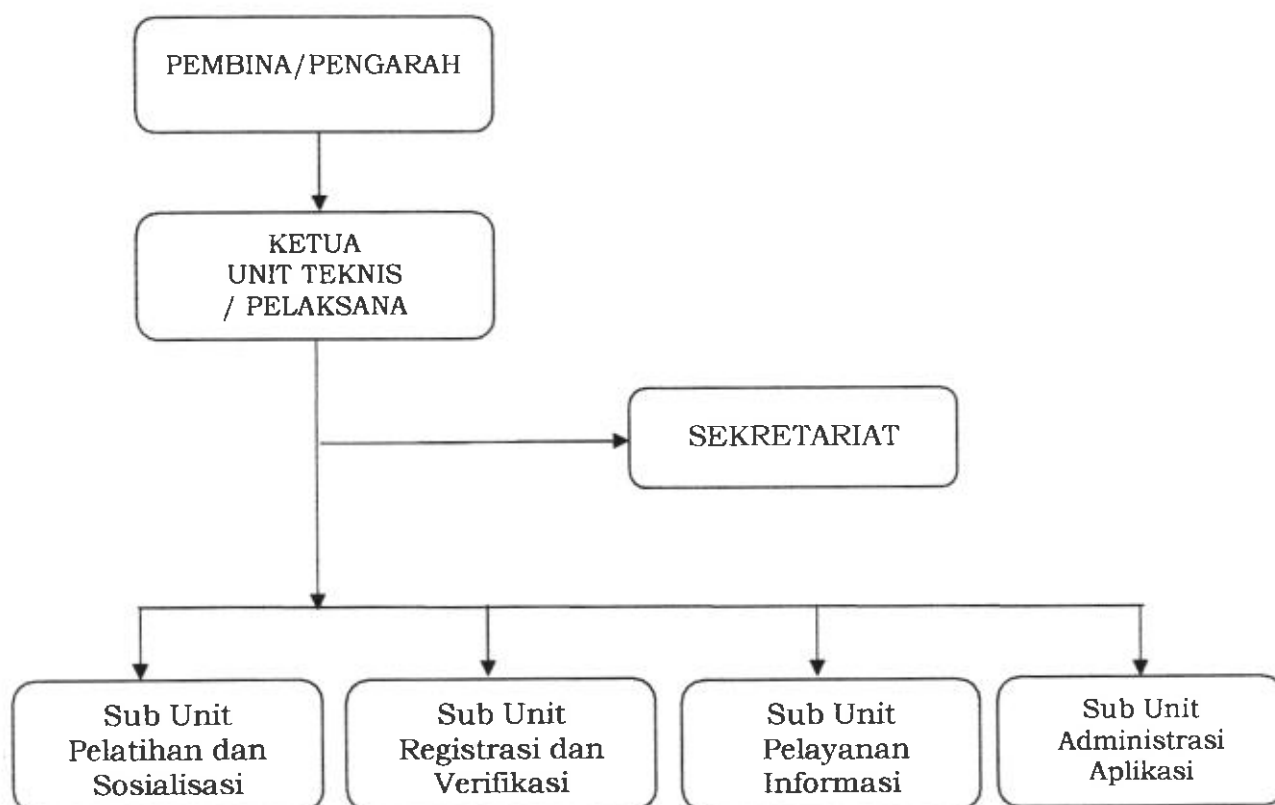 PEMBINA/PENGARAH
KETUA
UNIT TEKNIS
/ PELAKSANA
SEKRETARIAT
Sub Unit
Pelatihan dan
Sosialisasi
Sub Unit
Registrasi dan
Verifikasi
Sub Unit
Pelayanan
Informasi
Sub Unit
Administrasi
Aplikasi